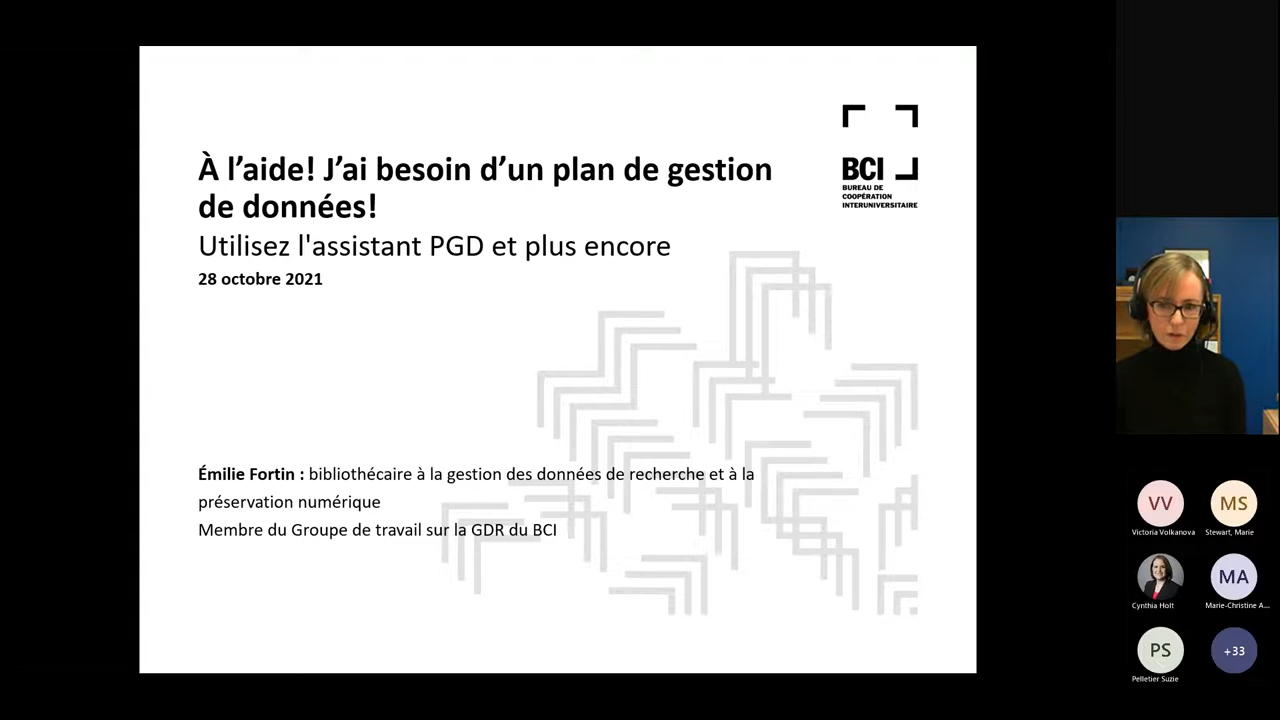 À l’aide! J’ai besoin d’un plan de gestion
de données!
Utilisez l'assistant PGD et plus encore
28 octobre 2021
BCI
BUREAU DE
COOPÉRATION
INTERUNIVERSITAIRE
Émilie Fortin : bibliothécaire à la gestion des données de recherche et à la
préservation numérique
Membre du Groupe de travail sur la GDR du BCI
VV
MS
Victoria Volkanova
Stewart, Marie
MA
Cynthia Holt
Marie-Christine A...
PS
+33
Pelletier Suzie